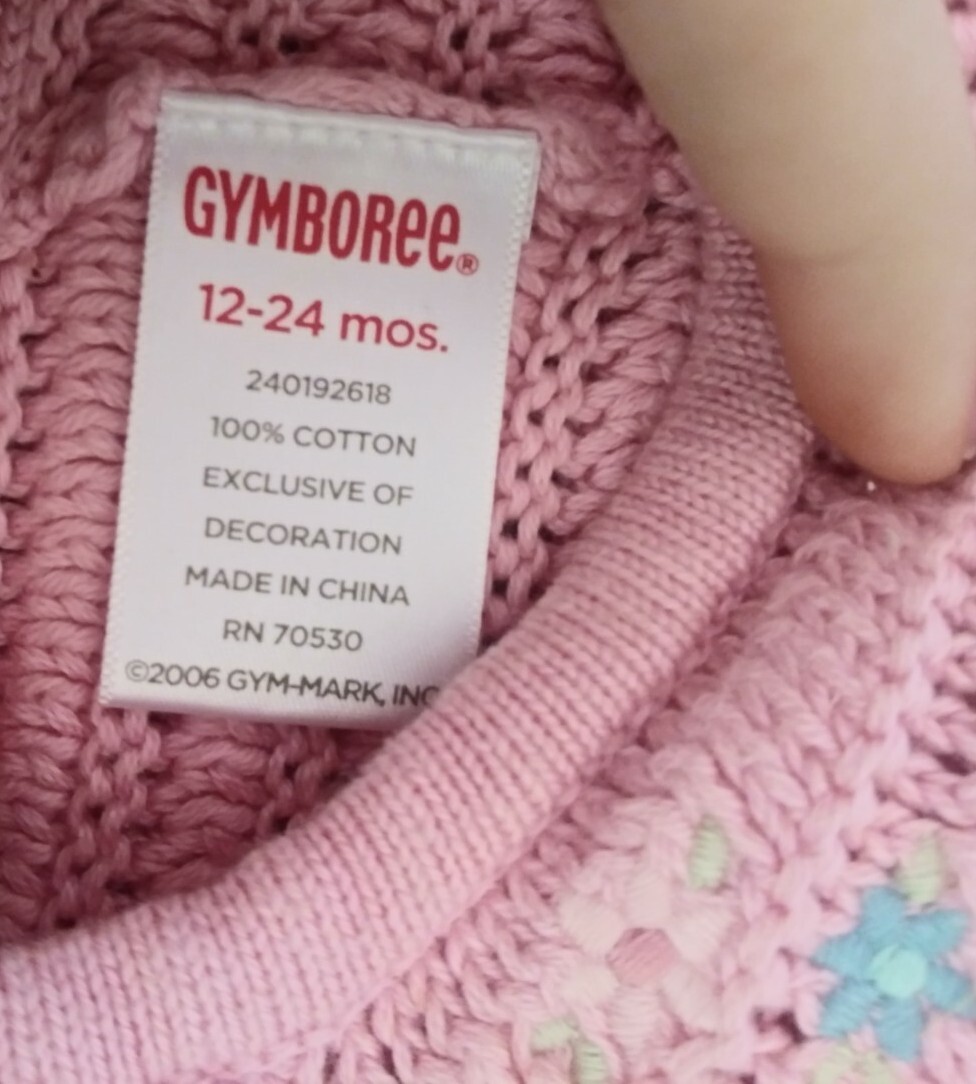 GYMBOREE®
12-24 mos.
240192618
100% COTTON
EXCLUSIVE OF
DECORATION
MADE IN CHINA
RN 70530
©2006 GYM-MARK, INC